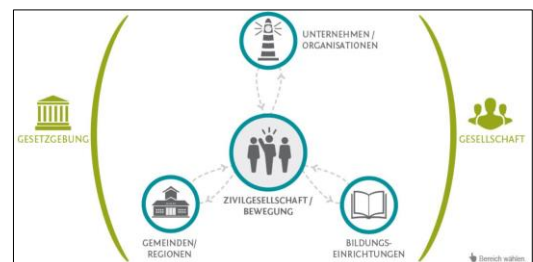 UNTERNEHMEN /
ORGANISATIONEN
GESETZGEBUNG
GESELLSCHAFT
ZIVILGESELLSCHAFT /
BEWEGUNG
GEMEINDEN/
REGIONEN
BILDUNGS-
EINRICHTUNGEN
Bereich wählen.